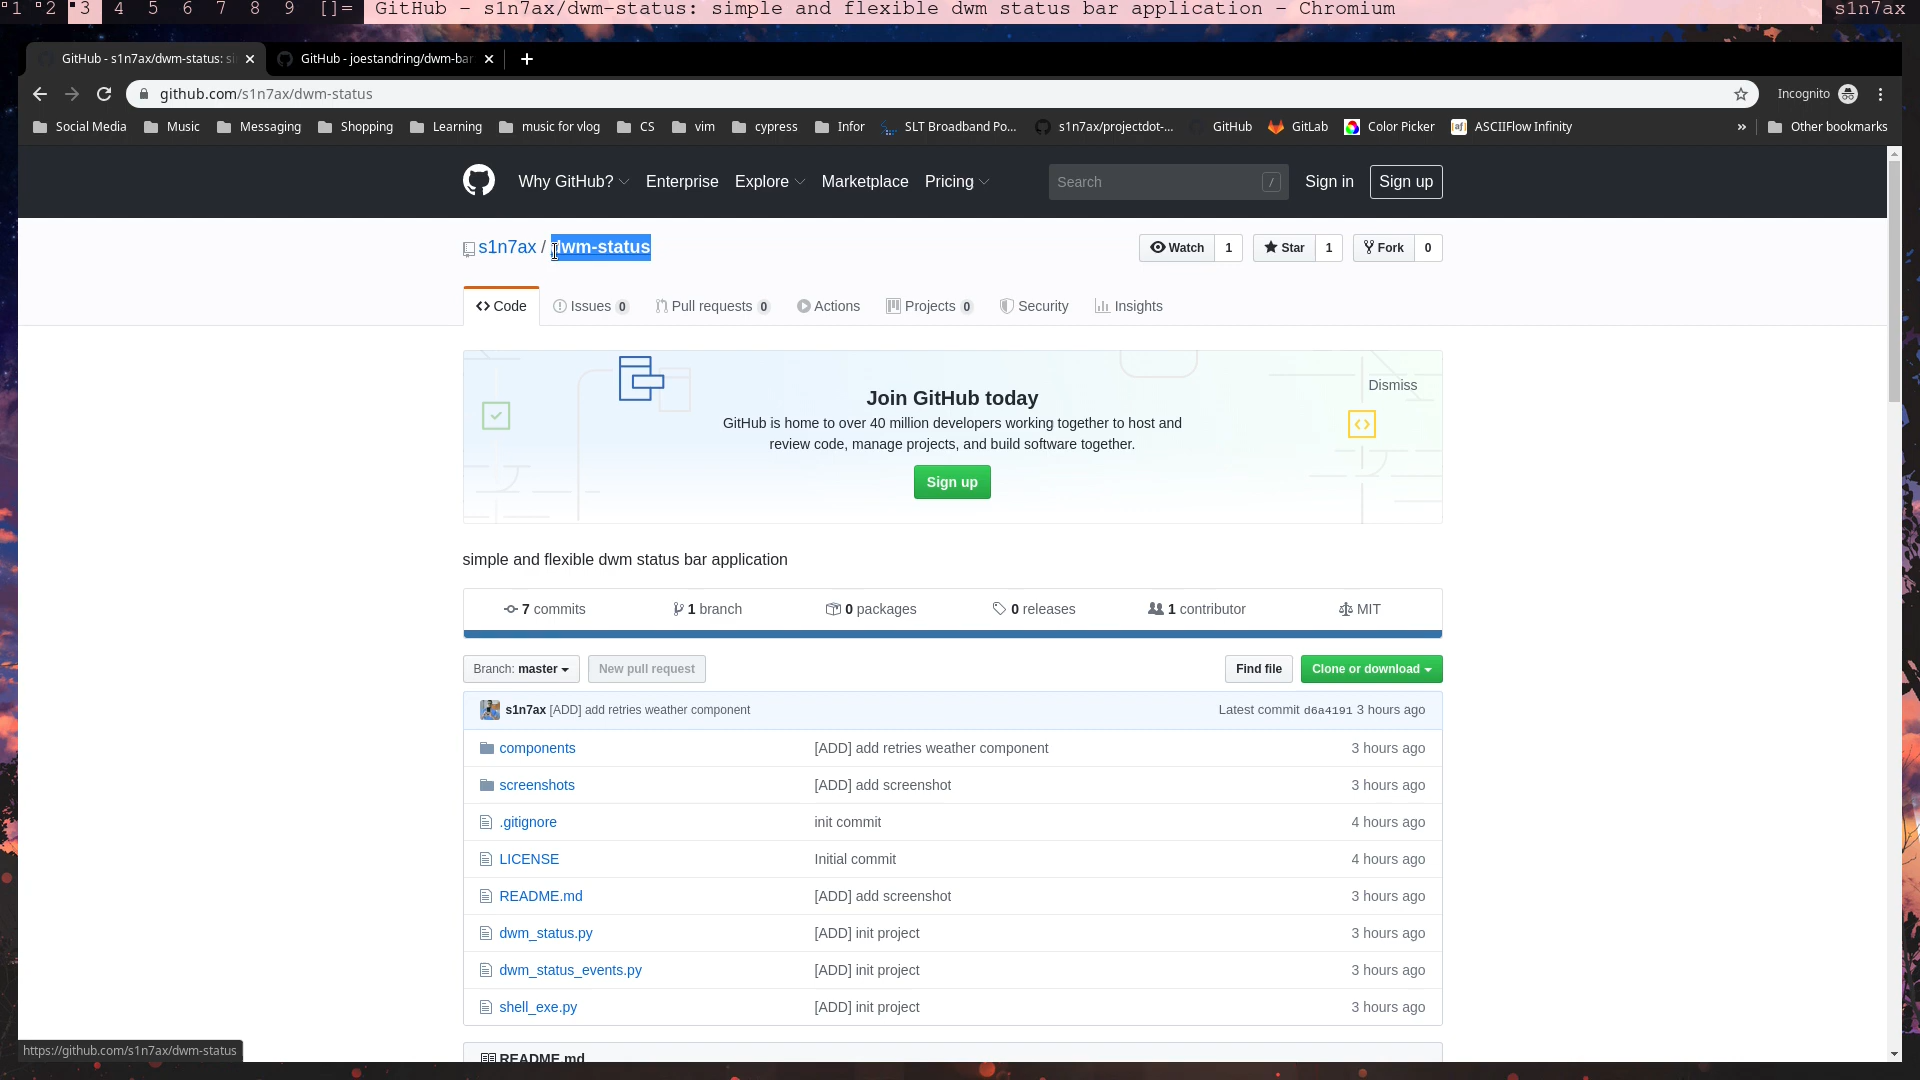 1 2 3 4 5 6 7 8 9 []= GitHub - s1n7ax/dwm-status: simple and flexible dwm status bar application - Chromium s1n7ax
GitHub - s1n7ax/dwm-status: si GitHub - joestandring/dwm-bar
github.com/s1n7ax/dwm-status Incognito
Social Media Music Messaging Shopping Learning music for vlog CS vim cypress Infor SLT Broadband Po... s1n7ax/projectdot-... GitHub GitLab Color Picker ASCIIFlow Infinity » Other bookmarks
Why GitHub? Enterprise Explore Marketplace Pricing Search / Sign in Sign up
s1n7ax / dwm-status Watch 1 Star 1 Fork 0
Code Issues 0 Pull requests 0 Actions Projects 0 Security Insights
Dismiss
Join GitHub today
GitHub is home to over 40 million developers working together to host and
review code, manage projects, and build software together.
Sign up
simple and flexible dwm status bar application
7 commits 1 branch 0 packages 0 releases 1 contributor MIT
Branch: master New pull request Find file Clone or download
s1n7ax [ADD] add retries weather component Latest commit d6a4191 3 hours ago
components [ADD] add retries weather component 3 hours ago
screenshots [ADD] add screenshot 3 hours ago
.gitignore init commit 4 hours ago
LICENSE Initial commit 4 hours ago
README.md [ADD] add screenshot 3 hours ago
dwm_status.py [ADD] init project 3 hours ago
dwm_status_events.py [ADD] init project 3 hours ago
shell_exe.py [ADD] init project 3 hours ago
README.md
https://github.com/s1n7ax/dwm-status